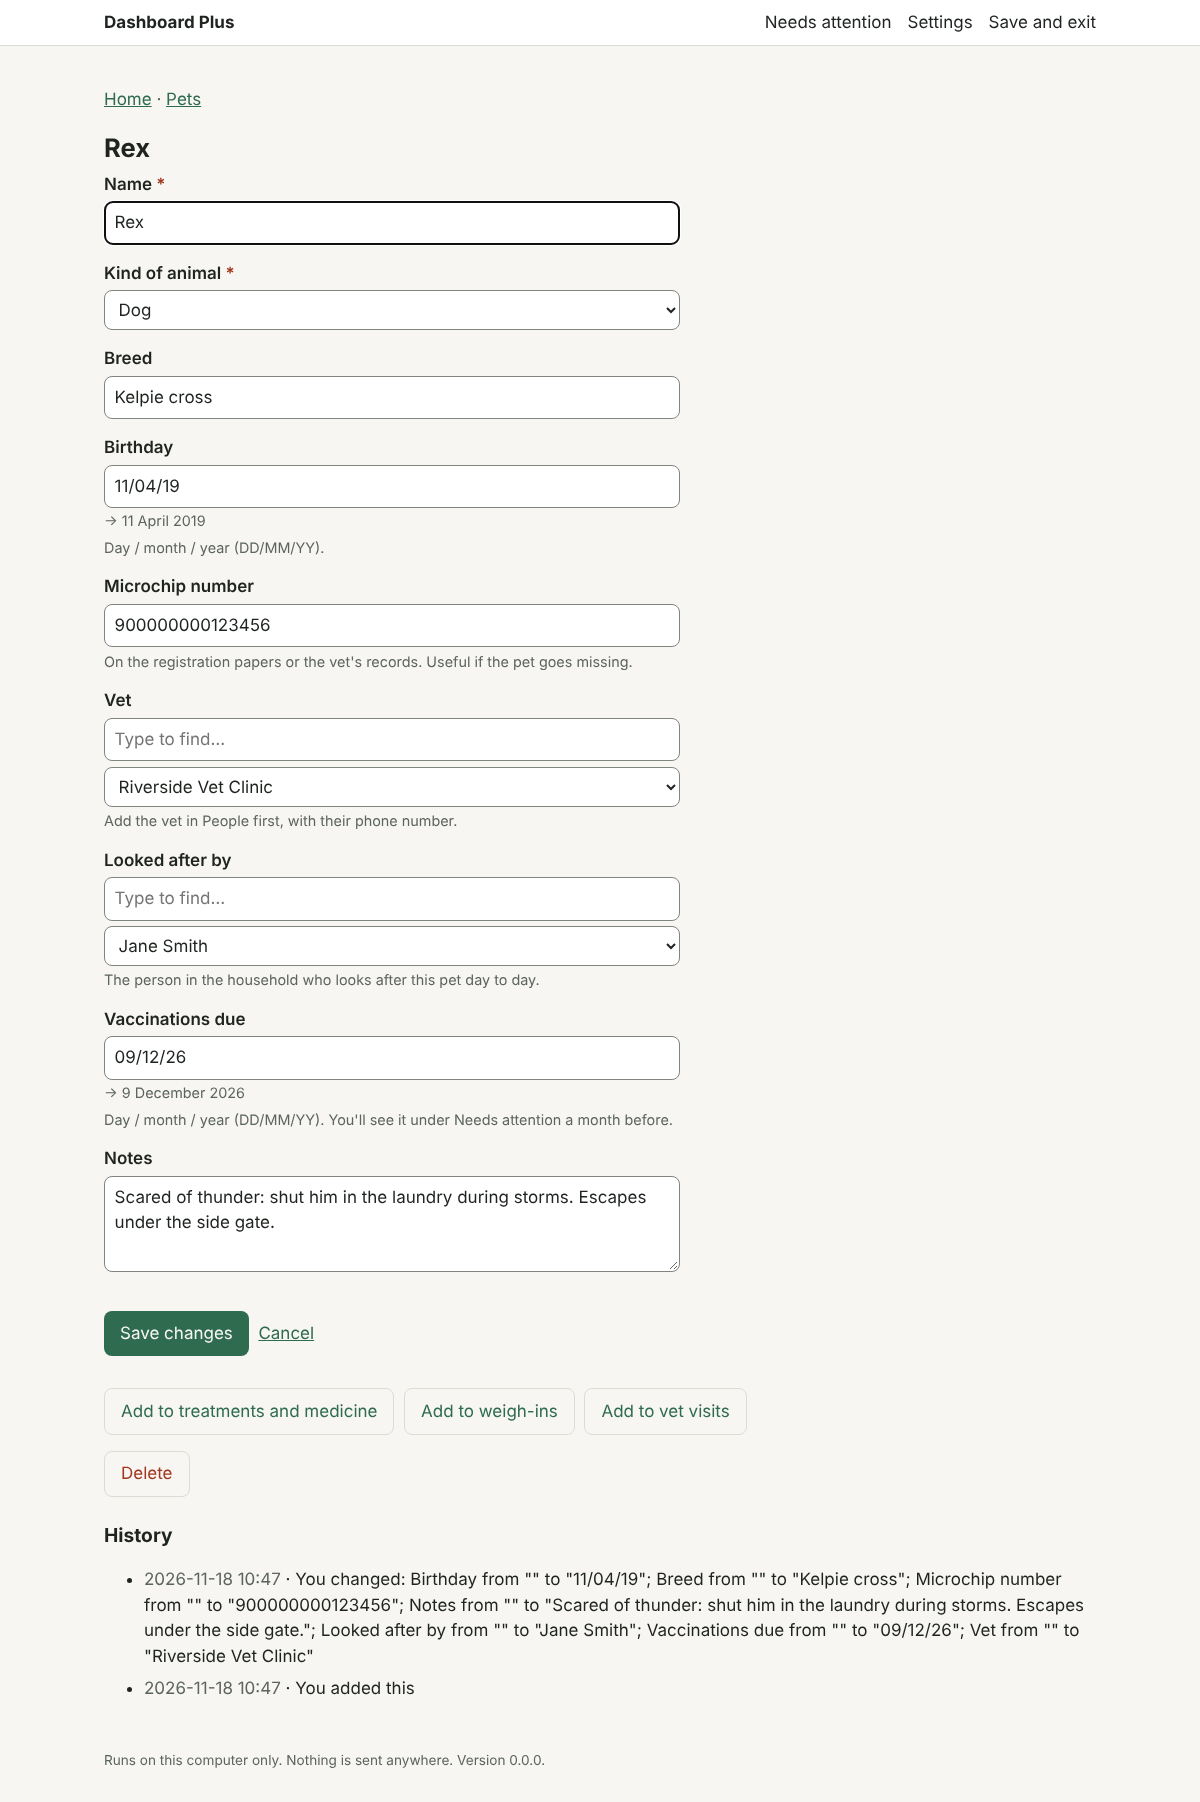 Dashboard Plus
Needs attention Settings Save and exit
Home · Pets
Rex
Name *
Rex
Kind of animal *
Dog
Breed
Kelpie cross
Birthday
11/04/19
→ 11 April 2019
Day / month / year (DD/MM/YY).
Microchip number
900000000123456
On the registration papers or the vet's records. Useful if the pet goes missing.
Vet
Type to find...
Riverside Vet Clinic
Add the vet in People first, with their phone number.
Looked after by
Type to find...
Jane Smith
The person in the household who looks after this pet day to day.
Vaccinations due
09/12/26
→ 9 December 2026
Day / month / year (DD/MM/YY). You'll see it under Needs attention a month before.
Notes
Scared of thunder: shut him in the laundry during storms. Escapes
under the side gate.
Save changes Cancel
Add to treatments and medicine Add to weigh-ins Add to vet visits
Delete
History
• 2026-11-18 10:47 · You changed: Birthday from "" to "11/04/19"; Breed from "" to "Kelpie cross"; Microchip number
from "" to "900000000123456"; Notes from "" to "Scared of thunder: shut him in the laundry during storms. Escapes
under the side gate."; Looked after by from "" to "Jane Smith"; Vaccinations due from "" to "09/12/26"; Vet from "" to
"Riverside Vet Clinic"
• 2026-11-18 10:47 · You added this
Runs on this computer only. Nothing is sent anywhere. Version 0.0.0.